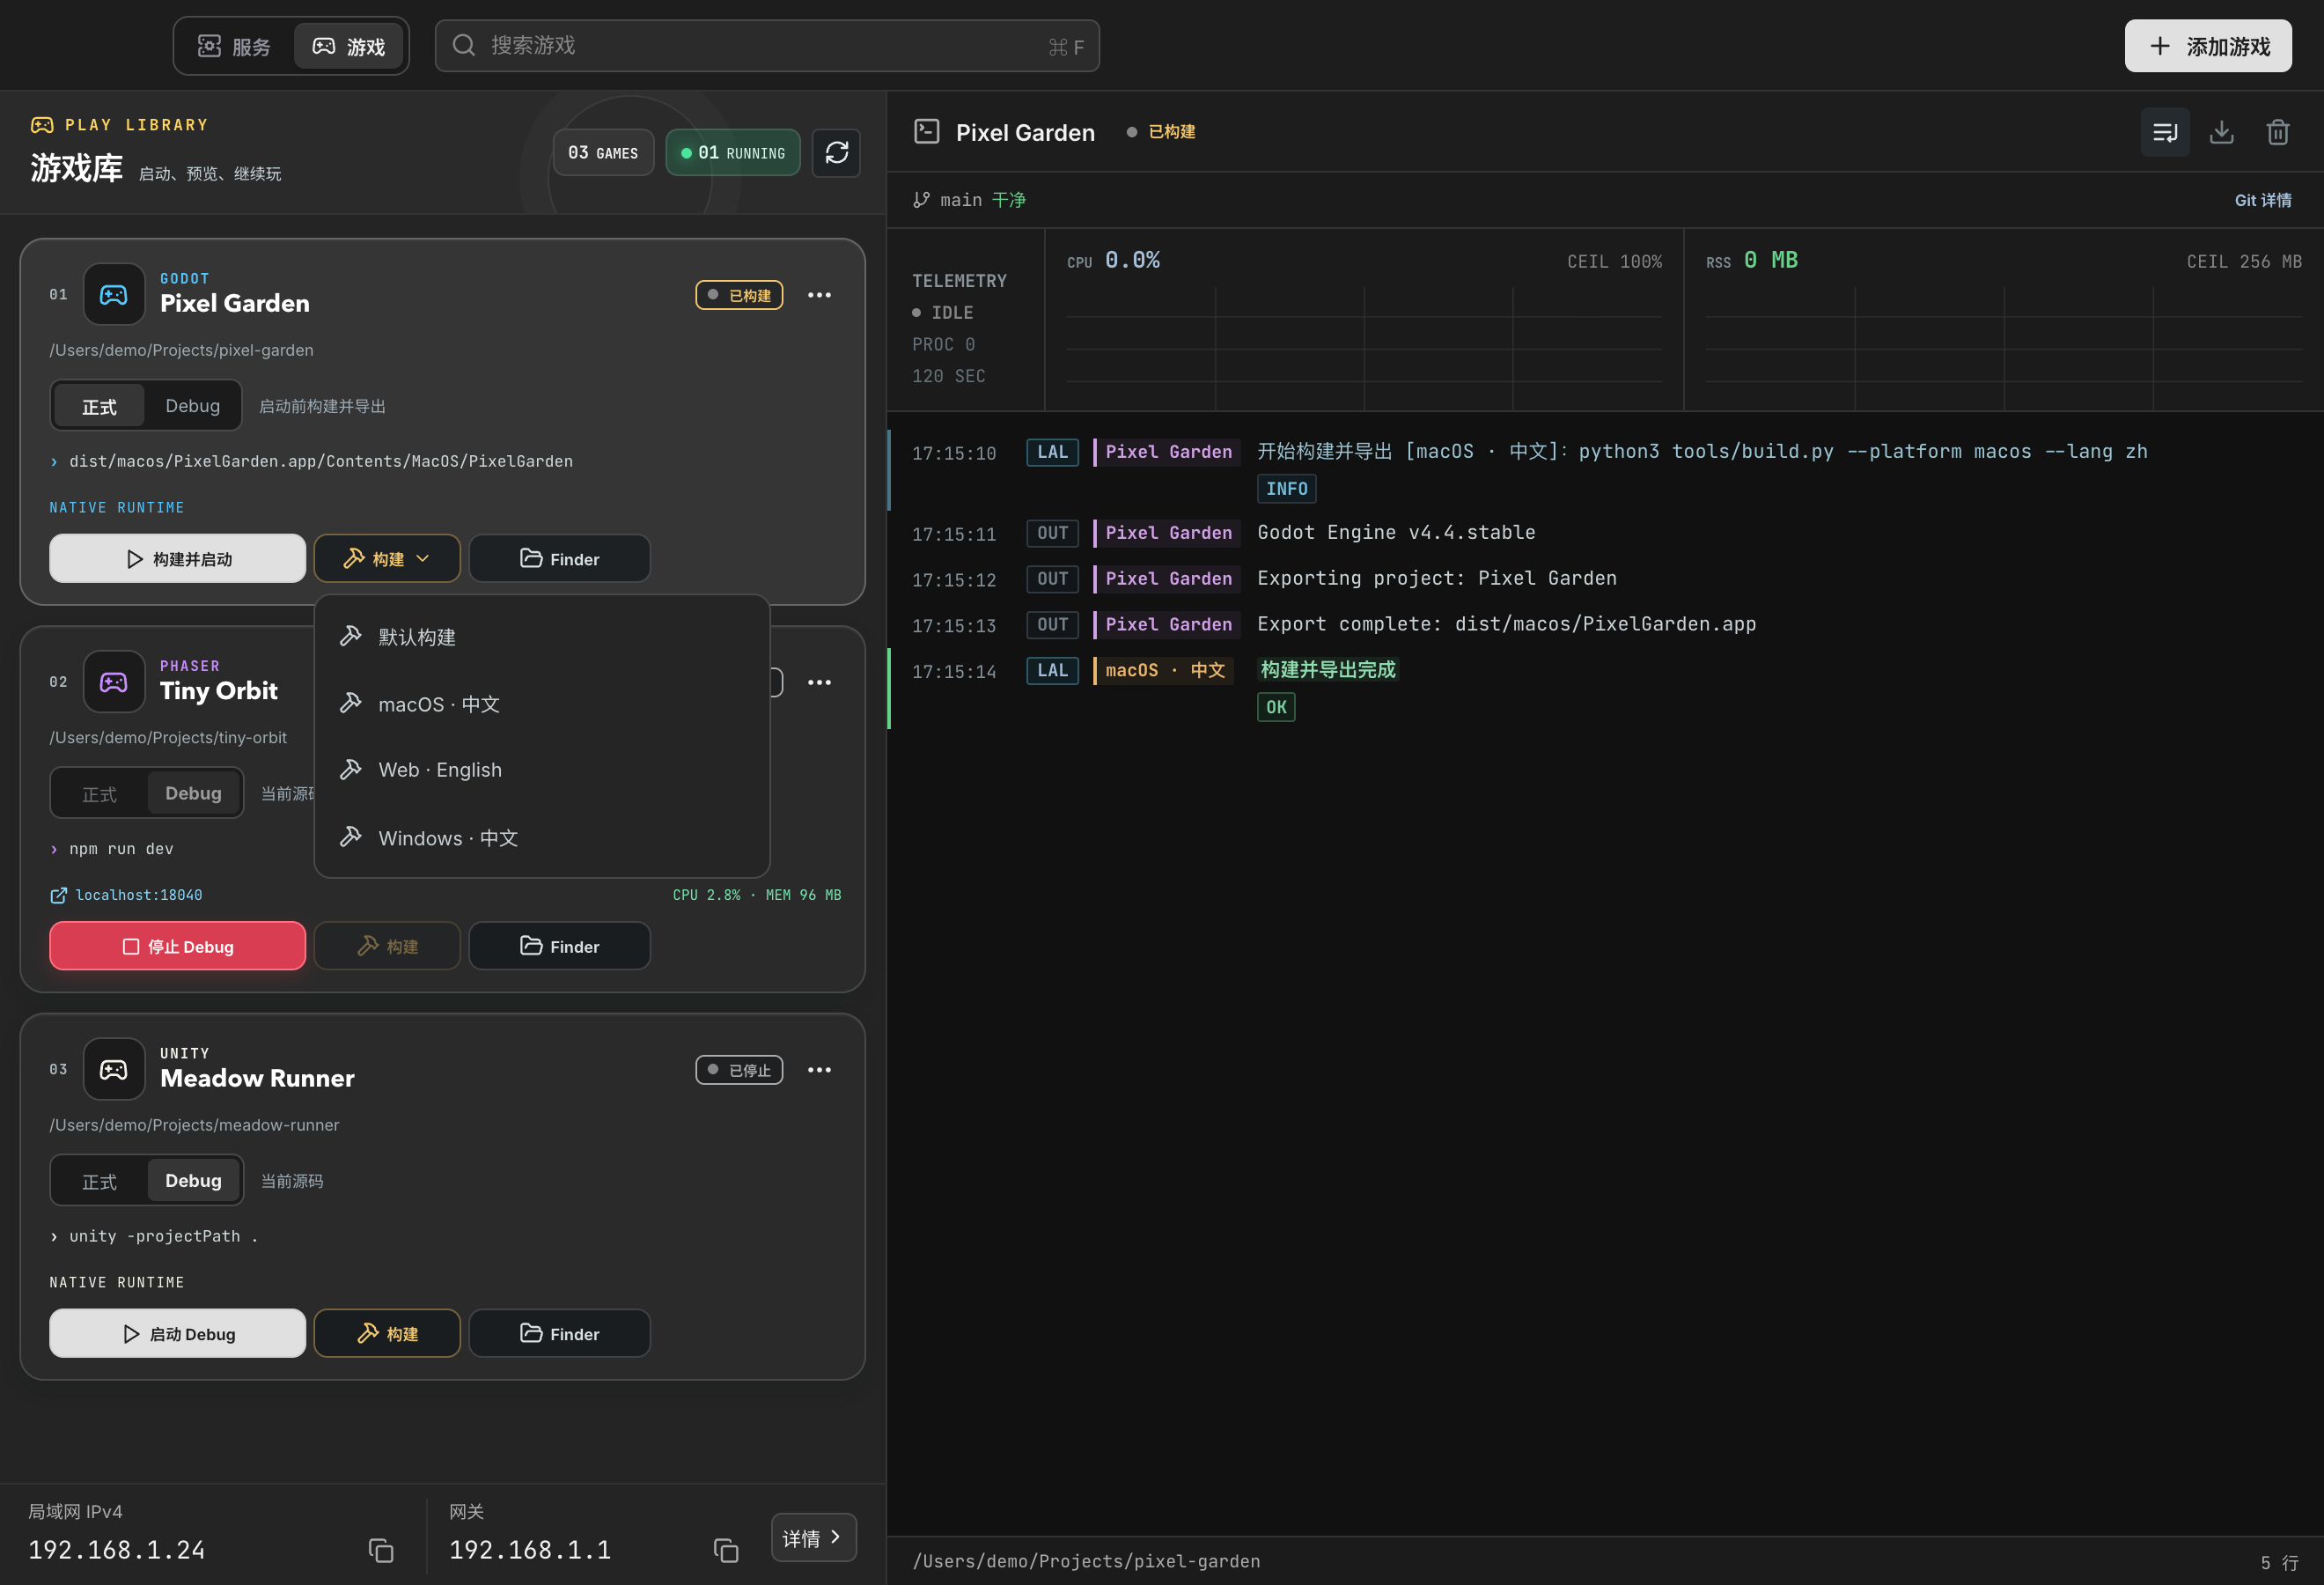 服务
游戏
搜索游戏
⌘ F
添加游戏
PLAY LIBRARY
游戏库
启动、预览、继续玩
03 GAMES
01 RUNNING
01
GODOT
Pixel Garden
已构建
/Users/demo/Projects/pixel-garden
正式
Debug
启动前构建并导出
› dist/macos/PixelGarden.app/Contents/MacOS/PixelGarden
NATIVE RUNTIME
构建并启动
构建
Finder
默认构建
macOS · 中文
Web · English
Windows · 中文
02
PHASER
Tiny Orbit
/Users/demo/Projects/tiny-orbit
正式
Debug
当前源
› npm run dev
localhost:18040
CPU 2.8% · MEM 96 MB
停止 Debug
构建
Finder
03
UNITY
Meadow Runner
已停止
/Users/demo/Projects/meadow-runner
正式
Debug
当前源码
› unity -projectPath .
NATIVE RUNTIME
启动 Debug
构建
Finder
局域网 IPv4
192.168.1.24
网关
192.168.1.1
详情
Pixel Garden
已构建
main 干净
Git 详情
TELEMETRY
IDLE
PROC 0
120 SEC
CPU 0.0%
CEIL 100%
RSS 0 MB
CEIL 256 MB
17:15:10 LAL Pixel Garden 开始构建并导出 [macOS · 中文]: python3 tools/build.py --platform macos --lang zh
INFO
17:15:11 OUT Pixel Garden Godot Engine v4.4.stable
17:15:12 OUT Pixel Garden Exporting project: Pixel Garden
17:15:13 OUT Pixel Garden Export complete: dist/macos/PixelGarden.app
17:15:14 LAL macOS · 中文 构建并导出完成
OK
/Users/demo/Projects/pixel-garden
5 行